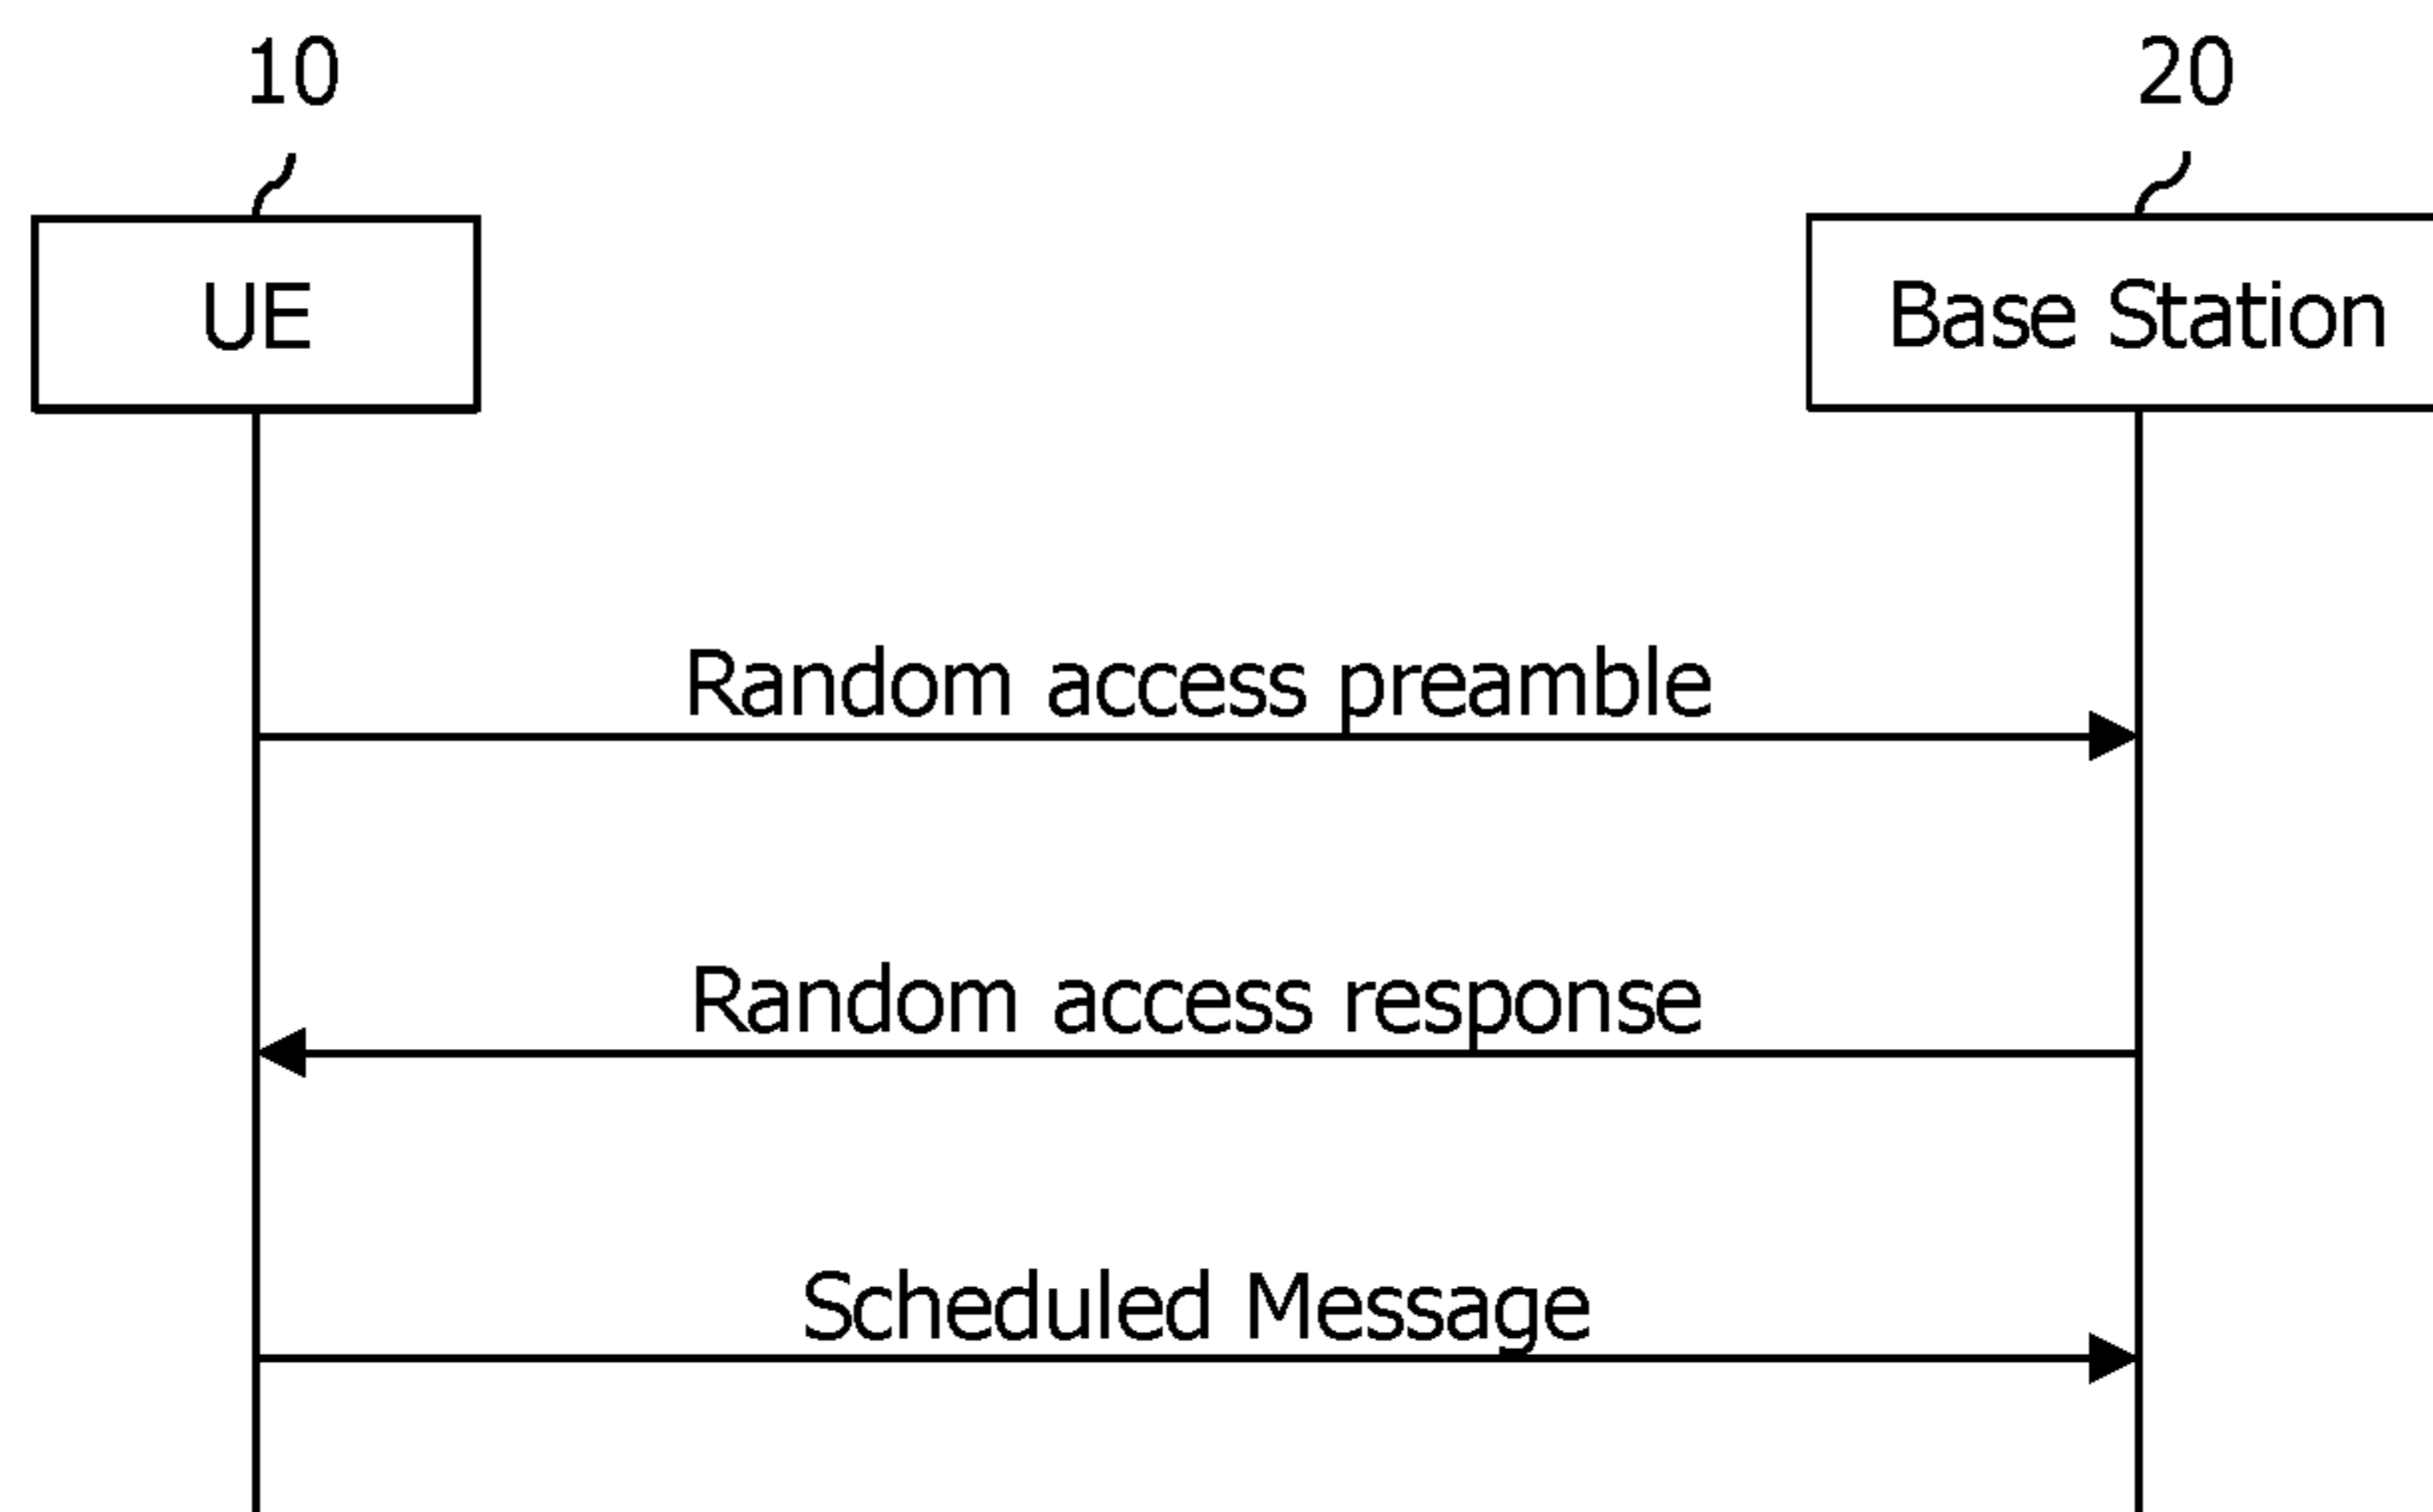 10
20
UE
Base Station
Random access preamble
Random access response
Scheduled Message